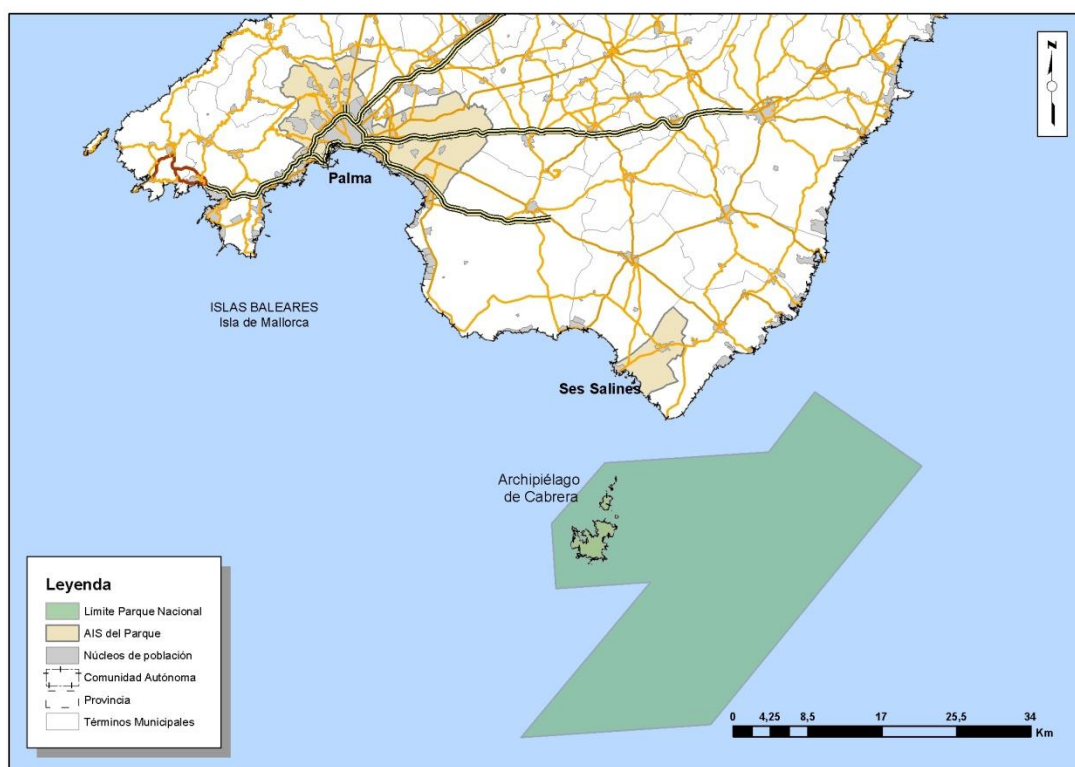 N
Palma
ISLAS BALEARES
Isla de Mallorca
Ses Salines
Archipiélago
de Cabrera
Leyenda
Límite Parque Nacional
AIS del Parque
Núcleos de población
Comunidad Autónoma
Provincia
Términos Municipales
0 4,25 8,5 17 25,5 34
Km